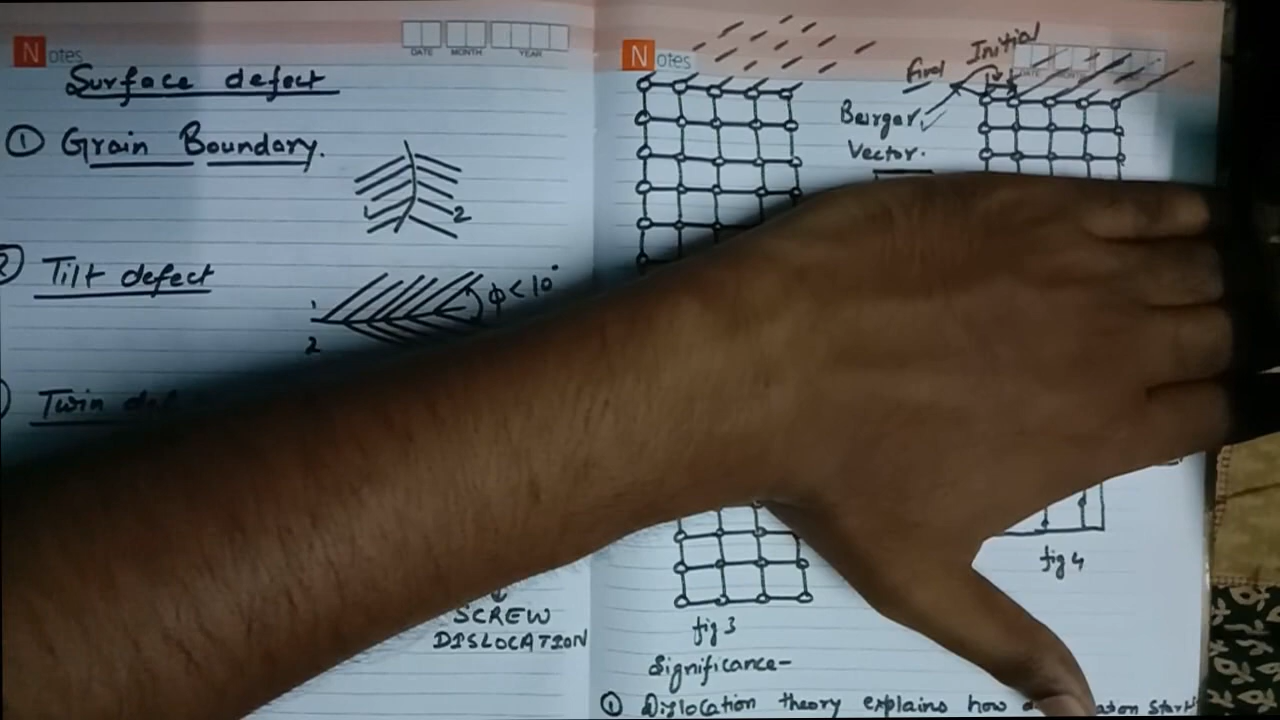 Notes
DATE MONTH YEAR
Surface defect
① Grain Boundary.
1 2
② Tilt defect
1
2
ϕ < 10°
Twin
SCREW
DISLOCATION
Notes
Initial
final
Burgar
Vector.
fig 3
fig 4
Significance-
① Dislocation theory explains how